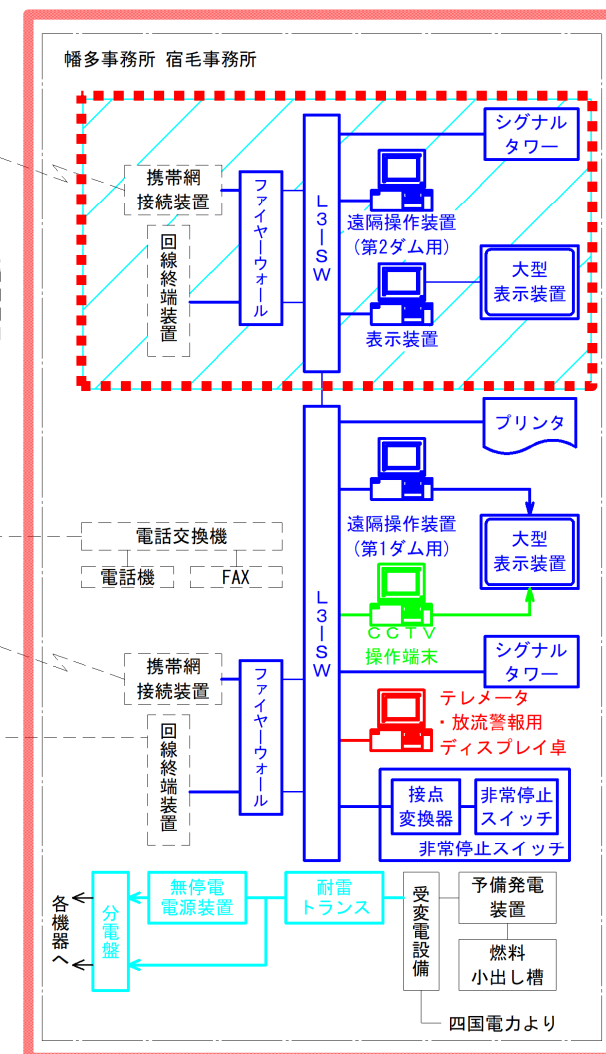 幡多事務所 宿毛事務所
シグナル
タワー
携帯網
接続装置
ファイヤーウォール
L3-SW
遠隔操作装置
(第2ダム用)
回線終端装置
大型
表示装置
表示装置
プリンタ
電話交換機
電話機
FAX
遠隔操作装置
(第1ダム用)
大型
表示装置
L3-SW
CCTV
操作端末
シグナル
タワー
携帯網
接続装置
ファイヤーウォール
テレメータ
・放流警報用
ディスプレイ卓
回線終端装置
接点
変換器
非常停止
スイッチ
非常停止スイッチ
各機器へ
分電盤
無停電
電源装置
耐雷
トランス
受変電設備
予備発電
装置
燃料
小出し槽
四国電力より